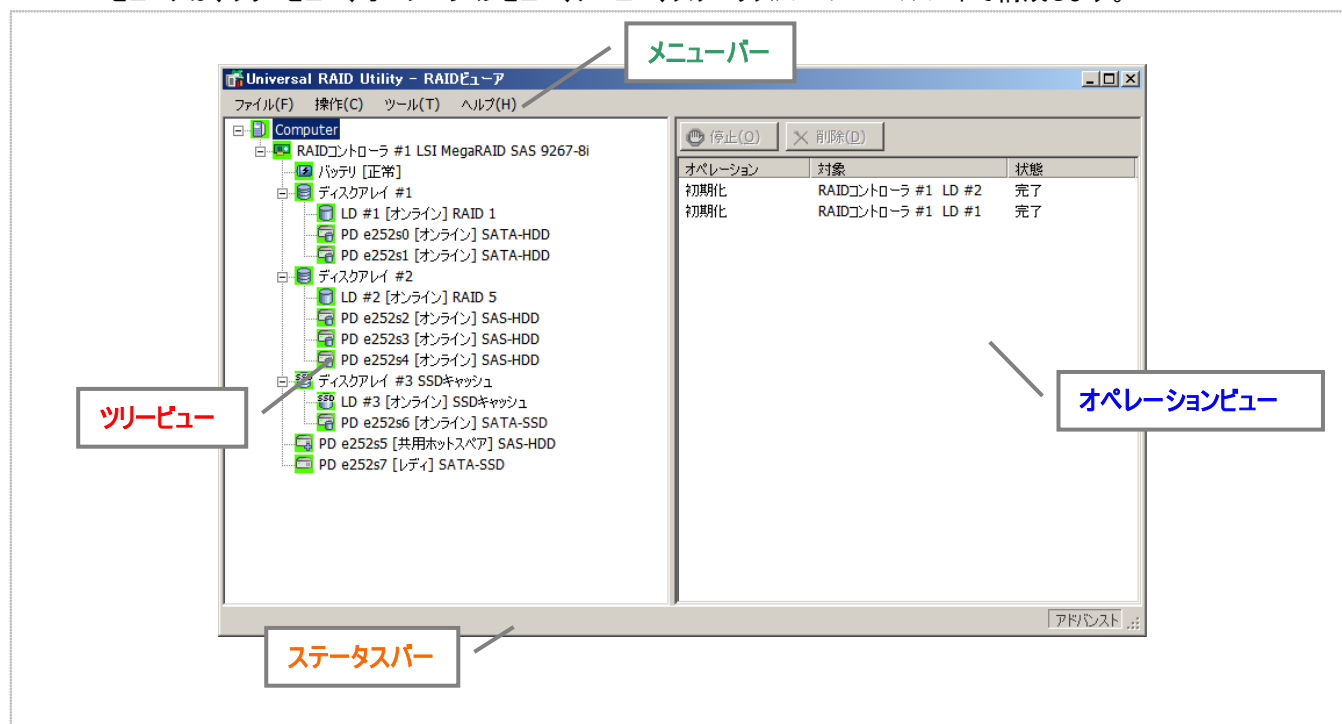 メニューバー
Universal RAID Utility - RAIDビューア
ファイル(F) 操作(C) ツール(T) ヘルプ(H)
Computer
RAIDコントローラ #1 LSI MegaRAID SAS 9267-8i
バッテリ [正常]
ディスクアレイ #1
LD #1 [オンライン] RAID 1
PD e252s0 [オンライン] SATA-HDD
PD e252s1 [オンライン] SATA-HDD
ディスクアレイ #2
LD #2 [オンライン] RAID 5
PD e252s2 [オンライン] SAS-HDD
PD e252s3 [オンライン] SAS-HDD
PD e252s4 [オンライン] SAS-HDD
ディスクアレイ #3 SSDキャッシュ
LD #3 [オンライン] SSDキャッシュ
PD e252s6 [オンライン] SATA-SSD
PD e252s5 [共用ホットスペア] SAS-HDD
PD e252s7 [レディ] SATA-SSD
停止(O) 削除(D)
オペレーション 対象 状態
初期化 RAIDコントローラ #1 LD #2 完了
初期化 RAIDコントローラ #1 LD #1 完了
ツリービュー
オペレーションビュー
アドバンスト
ステータスバー